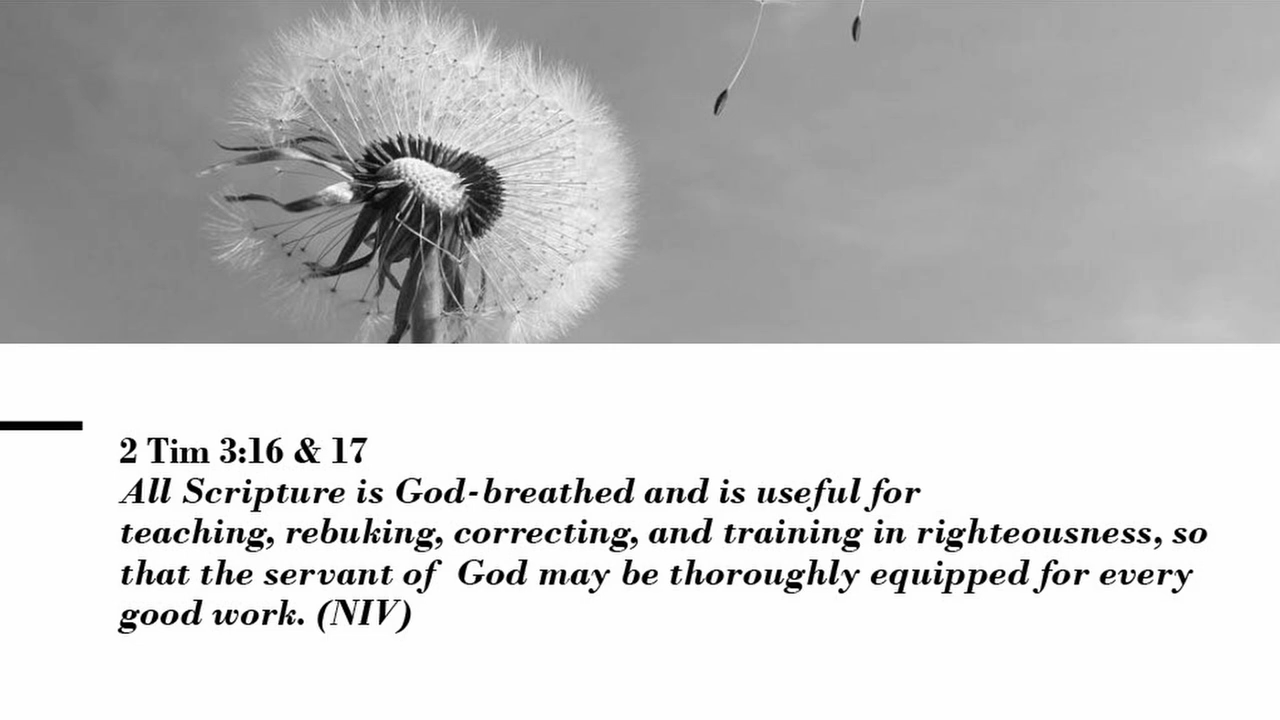 2 Tim 3:16 & 17
All Scripture is God-breathed and is useful for
teaching, rebuking, correcting, and training in righteousness, so
that the servant of God may be thoroughly equipped for every
good work. (NIV)